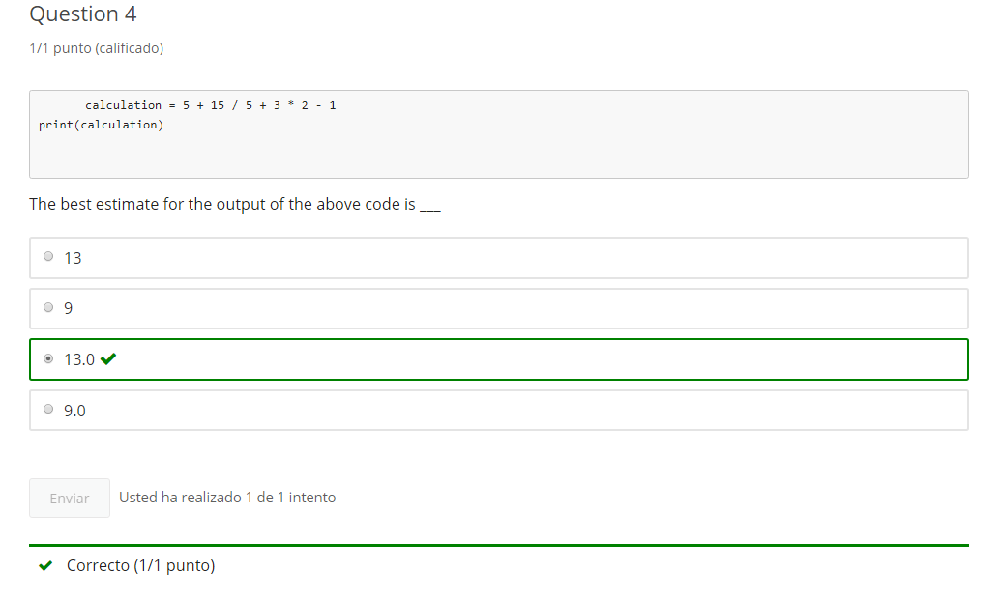 Question 4
1/1 punto (calificado)
calculation = 5 + 15 / 5 + 3 * 2 - 1
print(calculation)
The best estimate for the output of the above code is ___
13
9
13.0
9.0
Enviar Usted ha realizado 1 de 1 intento
Correcto (1/1 punto)